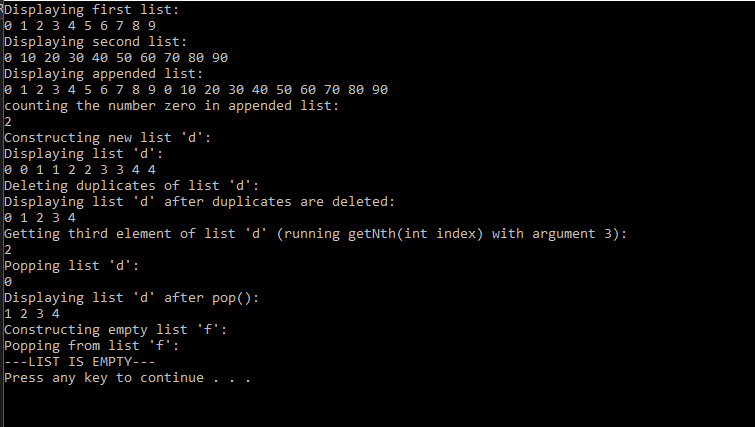 Displaying first list:
0 1 2 3 4 5 6 7 8 9
Displaying second list:
0 10 20 30 40 50 60 70 80 90
Displaying appended list:
0 1 2 3 4 5 6 7 8 9 0 10 20 30 40 50 60 70 80 90
counting the number zero in appended list:
2
Constructing new list 'd':
Displaying list 'd':
0 0 1 1 2 2 3 3 4 4
Deleting duplicates of list 'd':
Displaying list 'd' after duplicates are deleted:
0 1 2 3 4
Getting third element of list 'd' (running getNth(int index) with argument 3):
2
Popping list 'd':
0
Displaying list 'd' after pop():
1 2 3 4
Constructing empty list 'f':
Popping from list 'f':
---LIST IS EMPTY---
Press any key to continue . . .